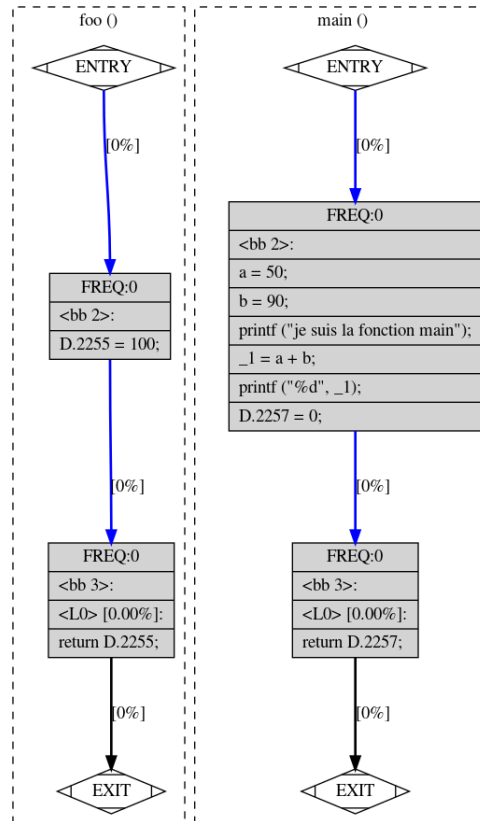 foo ()
ENTRY
[0%]
FREQ:0
<bb 2>:
D.2255 = 100;
[0%]
FREQ:0
<bb 3>:
<L0> [0.00%]:
return D.2255;
[0%]
EXIT
main ()
ENTRY
[0%]
FREQ:0
<bb 2>:
a = 50;
b = 90;
printf ("je suis la fonction main");
_1 = a + b;
printf ("%d", _1);
D.2257 = 0;
[0%]
FREQ:0
<bb 3>:
<L0> [0.00%]:
return D.2257;
[0%]
EXIT